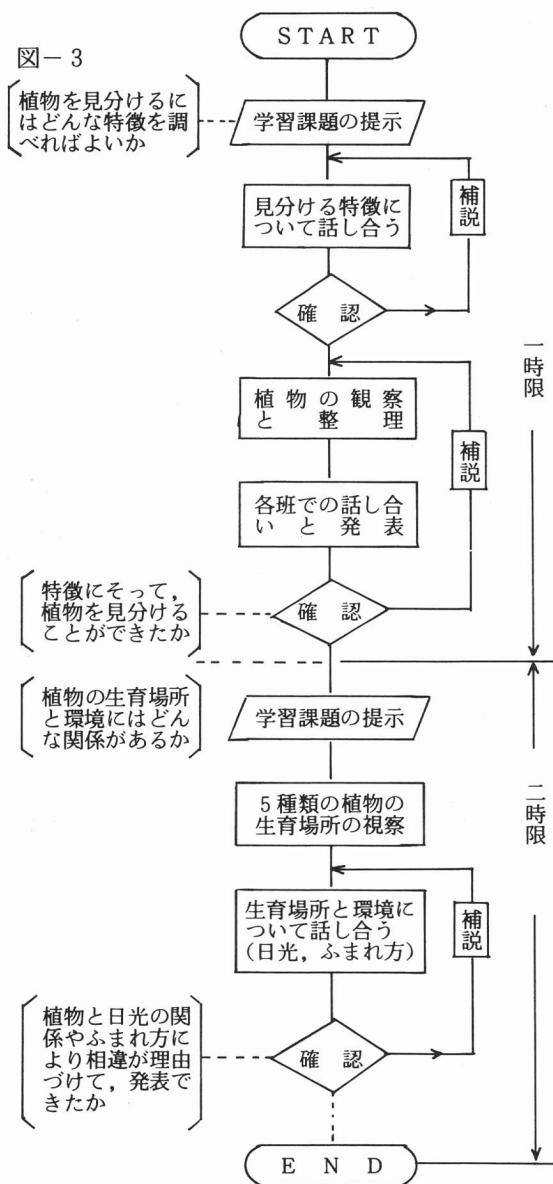 START
図－3
植物を見分けるに
はどんな特徴を調
べればよいか
学習課題の提示
補説
見分ける特徴に
ついて話し合う
確認
一時限
植物の観察
と整理
補説
各班での話し合
いと発表
特徴にそって，
植物を見分ける
ことができたか
確認
植物の生育場所
と環境にはどん
な関係があるか
学習課題の提示
二時限
5種類の植物の
生育場所の視察
生育場所と環境に
ついて話し合う
（日光，ふまれ方）
補説
植物と日光の関
係やふまれ方に
より相違が理由
づけて，発表で
きたか
確認
END